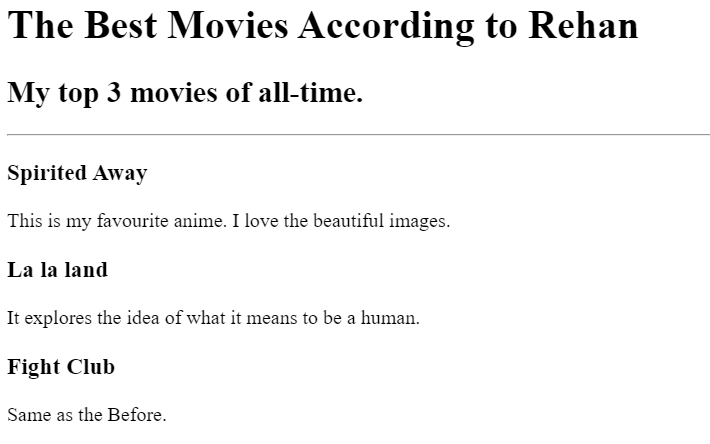 The Best Movies According to Rehan
My top 3 movies of all-time.
Spirited Away
This is my favourite anime. I love the beautiful images.
La la land
It explores the idea of what it means to be a human.
Fight Club
Same as the Before.